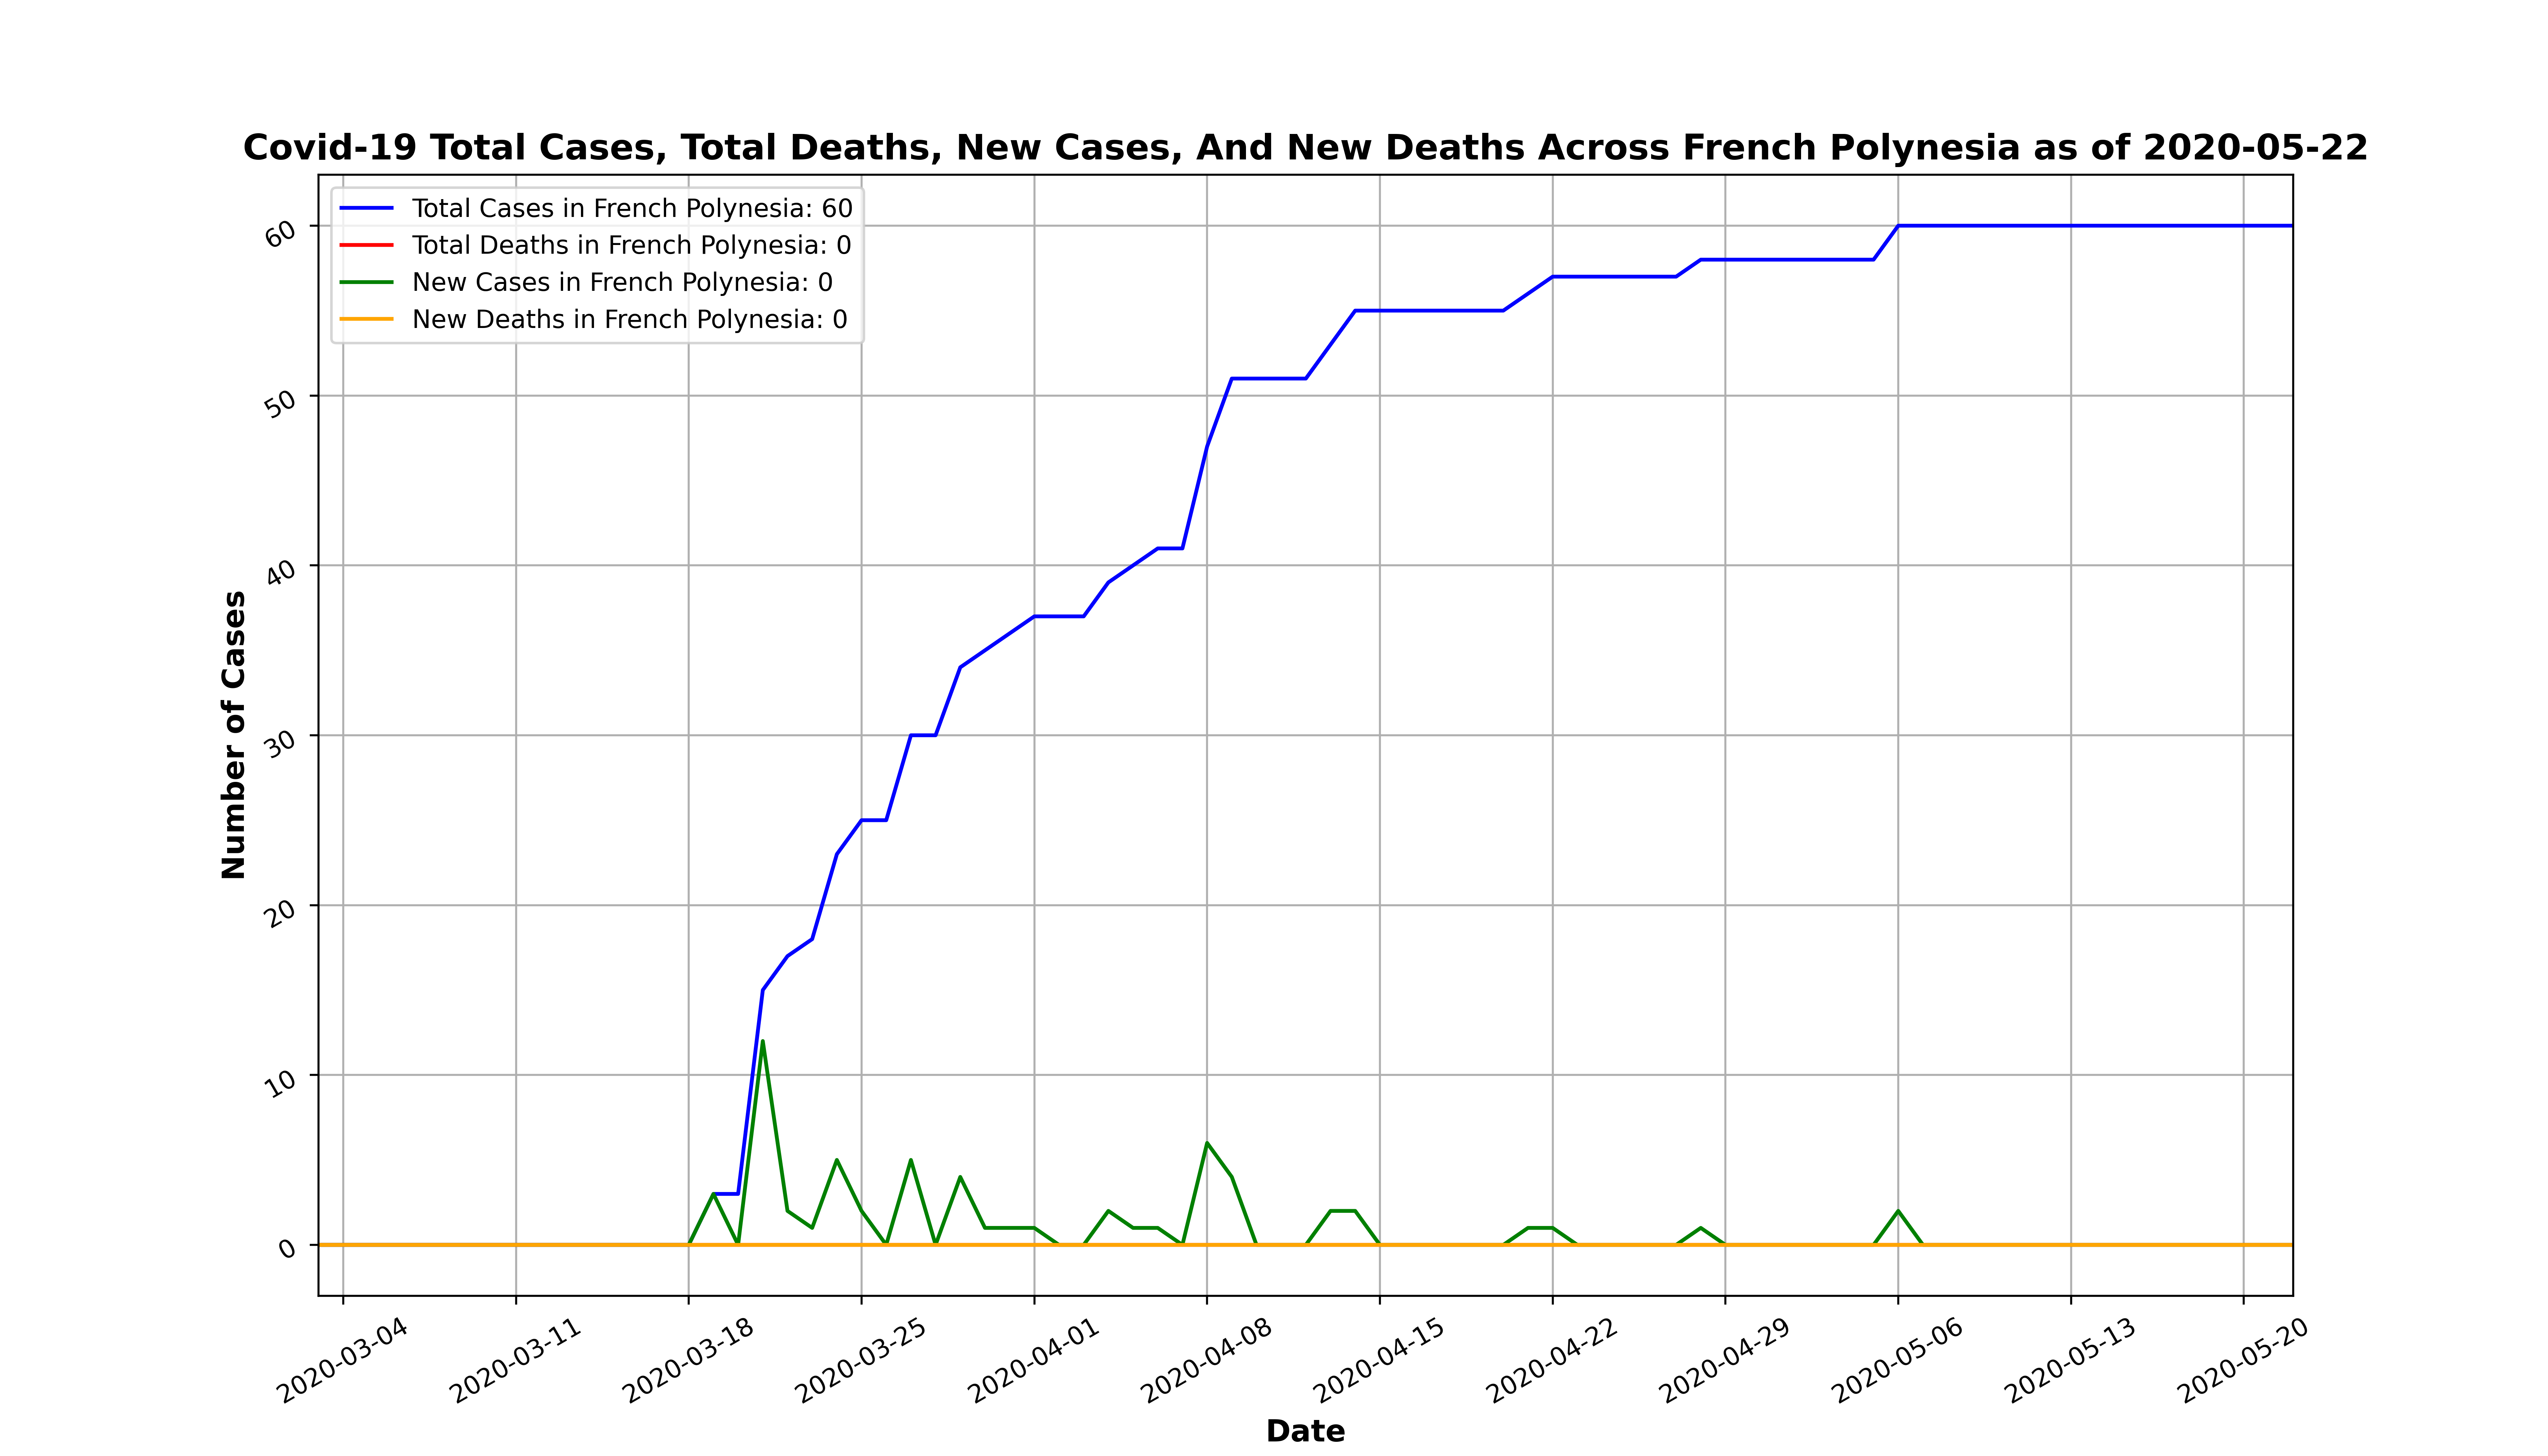 Covid-19 Total Cases, Total Deaths, New Cases, And New Deaths Across French Polynesia as of 2020-05-22
Total Cases in French Polynesia: 60
Total Deaths in French Polynesia: 0
New Cases in French Polynesia: 0
New Deaths in French Polynesia: 0
60
50
40
30
20
10
0
Number of Cases
2020-03-04
2020-03-11
2020-03-18
2020-03-25
2020-04-01
2020-04-08
2020-04-15
2020-04-22
2020-04-29
2020-05-06
2020-05-13
2020-05-20
Date